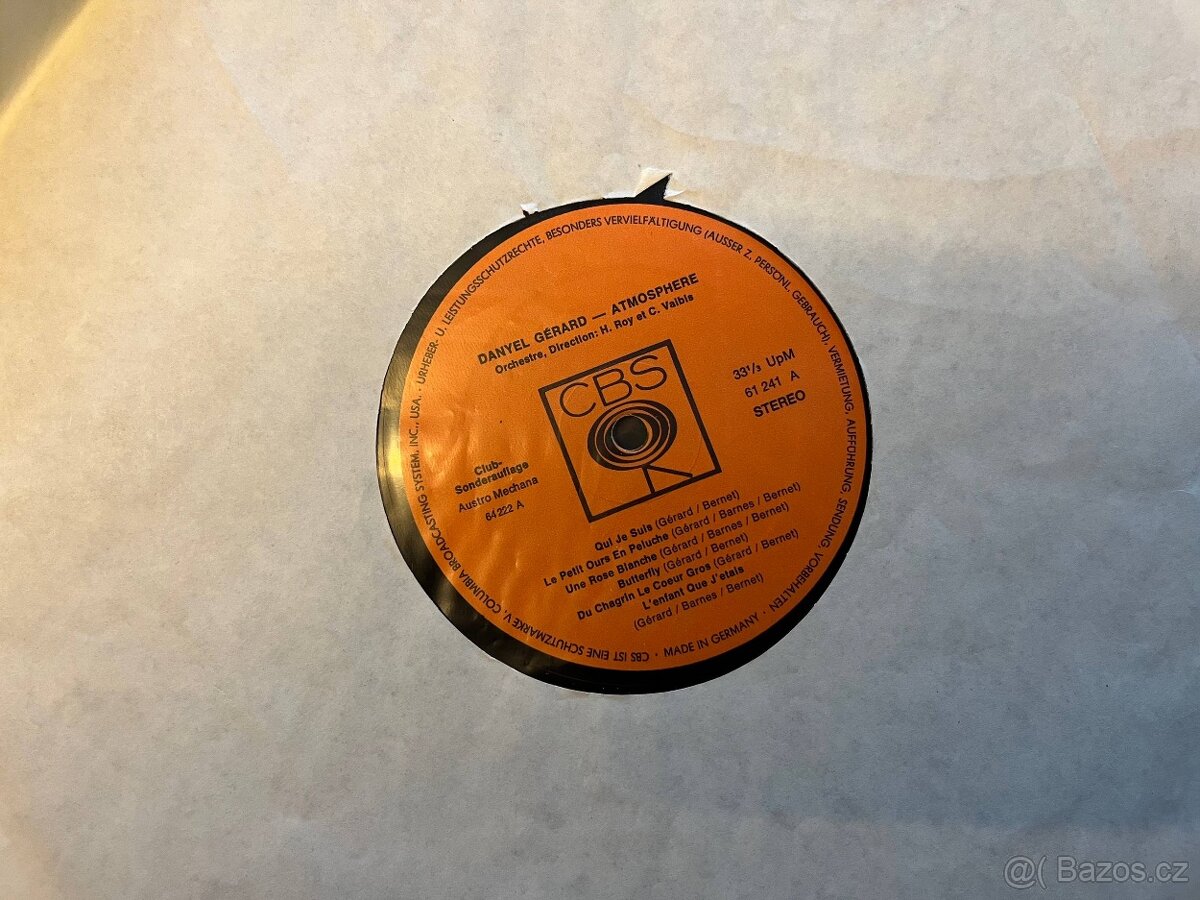 URHEBER- U. LEISTUNGSSCHUTZRECHTE, BESONDERS VERVIELFÄLTIGUNG (AUSSER Z. PERSÖNL. GEBRAUCH), VERMIETUNG, AUFFÜHRUNG, SENDUNG, VORBEHALTEN · MADE IN GERMANY · CBS IST EINE SCHUTZMARKE V. COLUMBIA BROADCASTING SYSTEM, INC., USA. ·
DANYEL GÉRARD — ATMOSPHERE
Orchestre, Direction: H. Roy et C. Valbis
CBS
33 1/3 UpM
61 241 A
STEREO
Club-
Sonderauflage
Austro Mechana
64 222 A
Qui Je Suis (Gérard / Bernet)
Le Petit Ours En Peluche (Gérard / Barnes / Bernet)
Une Rose Blanche (Gérard / Barnes / Bernet)
Butterfly (Gérard / Bernet)
Du Chagrin Le Coeur Gros (Gérard / Bernet)
L'enfant Que J'etais
(Gérard / Barnes / Bernet)
@( Bazos.cz